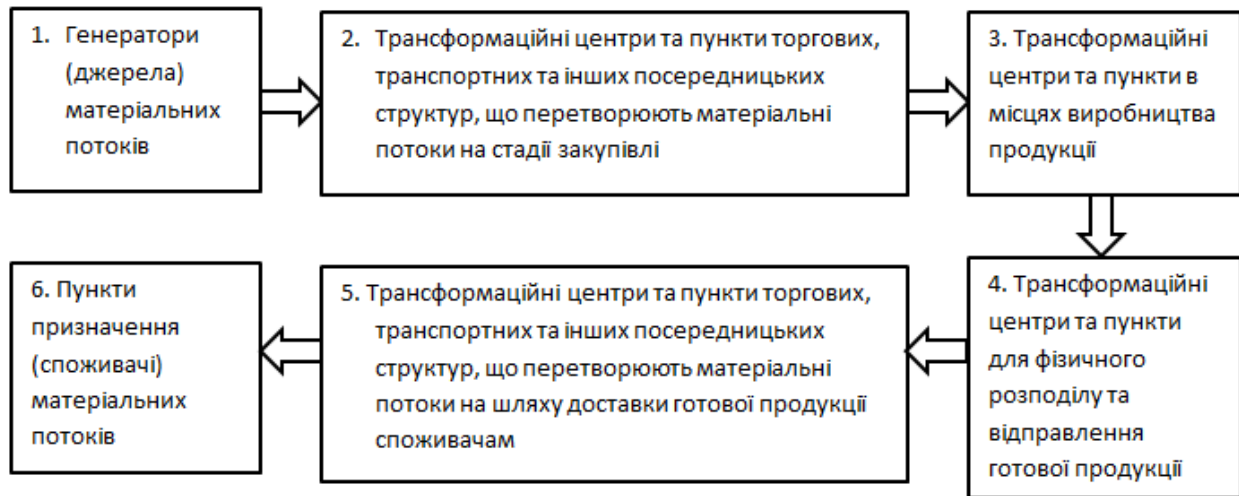 1. Генератори
(джерела)
матеріальних
потоків
2. Трансформаційні центри та пункти торгових,
транспортних та інших посередницьких
структур, що перетворюють матеріальні
потоки на стадії закупівлі
3. Трансформаційні
центри та пункти в
місцях виробництва
продукції
4. Трансформаційні
центри та пункти
для фізичного
розподілу та
відправлення
готової продукції
5. Трансформаційні центри та пункти торгових,
транспортних та інших посередницьких
структур, що перетворюють матеріальні
потоки на шляху доставки готової продукції
споживачам
6. Пункти
призначення
(споживачі)
матеріальних
потоків